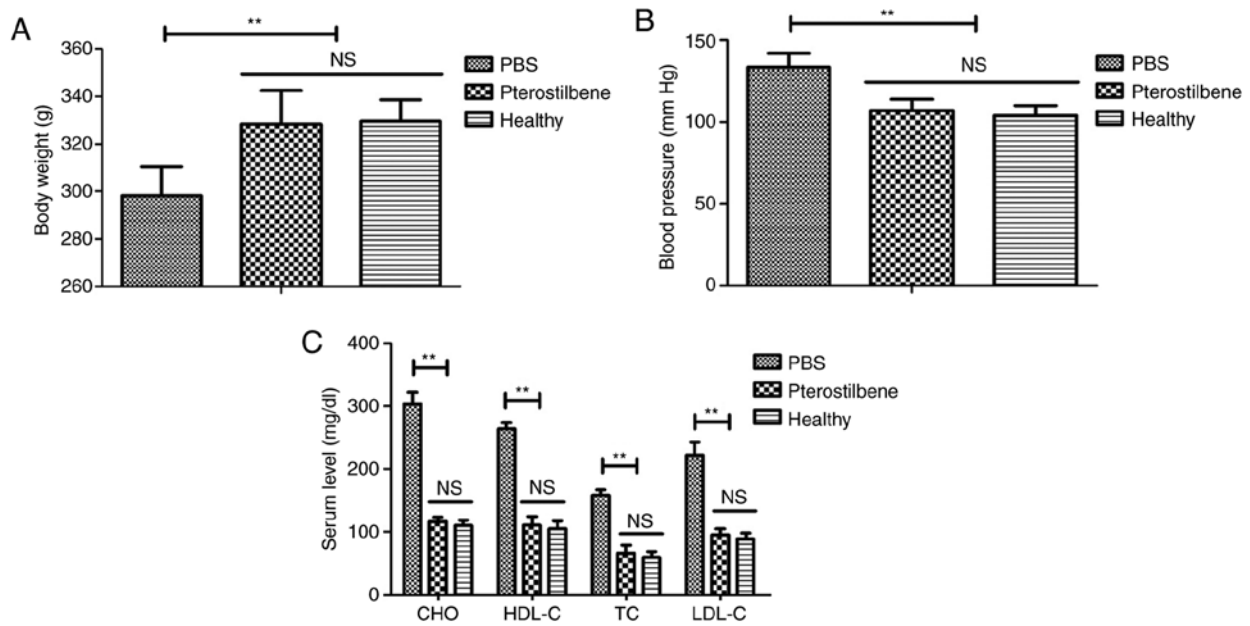 A
**
360
340
320
300
280
260
Body weight (g)
NS
PBS
Pterostilbene
Healthy
B
**
150
100
50
0
Blood pressure (mm Hg)
NS
PBS
Pterostilbene
Healthy
C
400
300
200
100
0
Serum level (mg/dl)
**
**
**
**
NS
NS
NS
NS
CHO
HDL-C
TC
LDL-C
PBS
Pterostilbene
Healthy